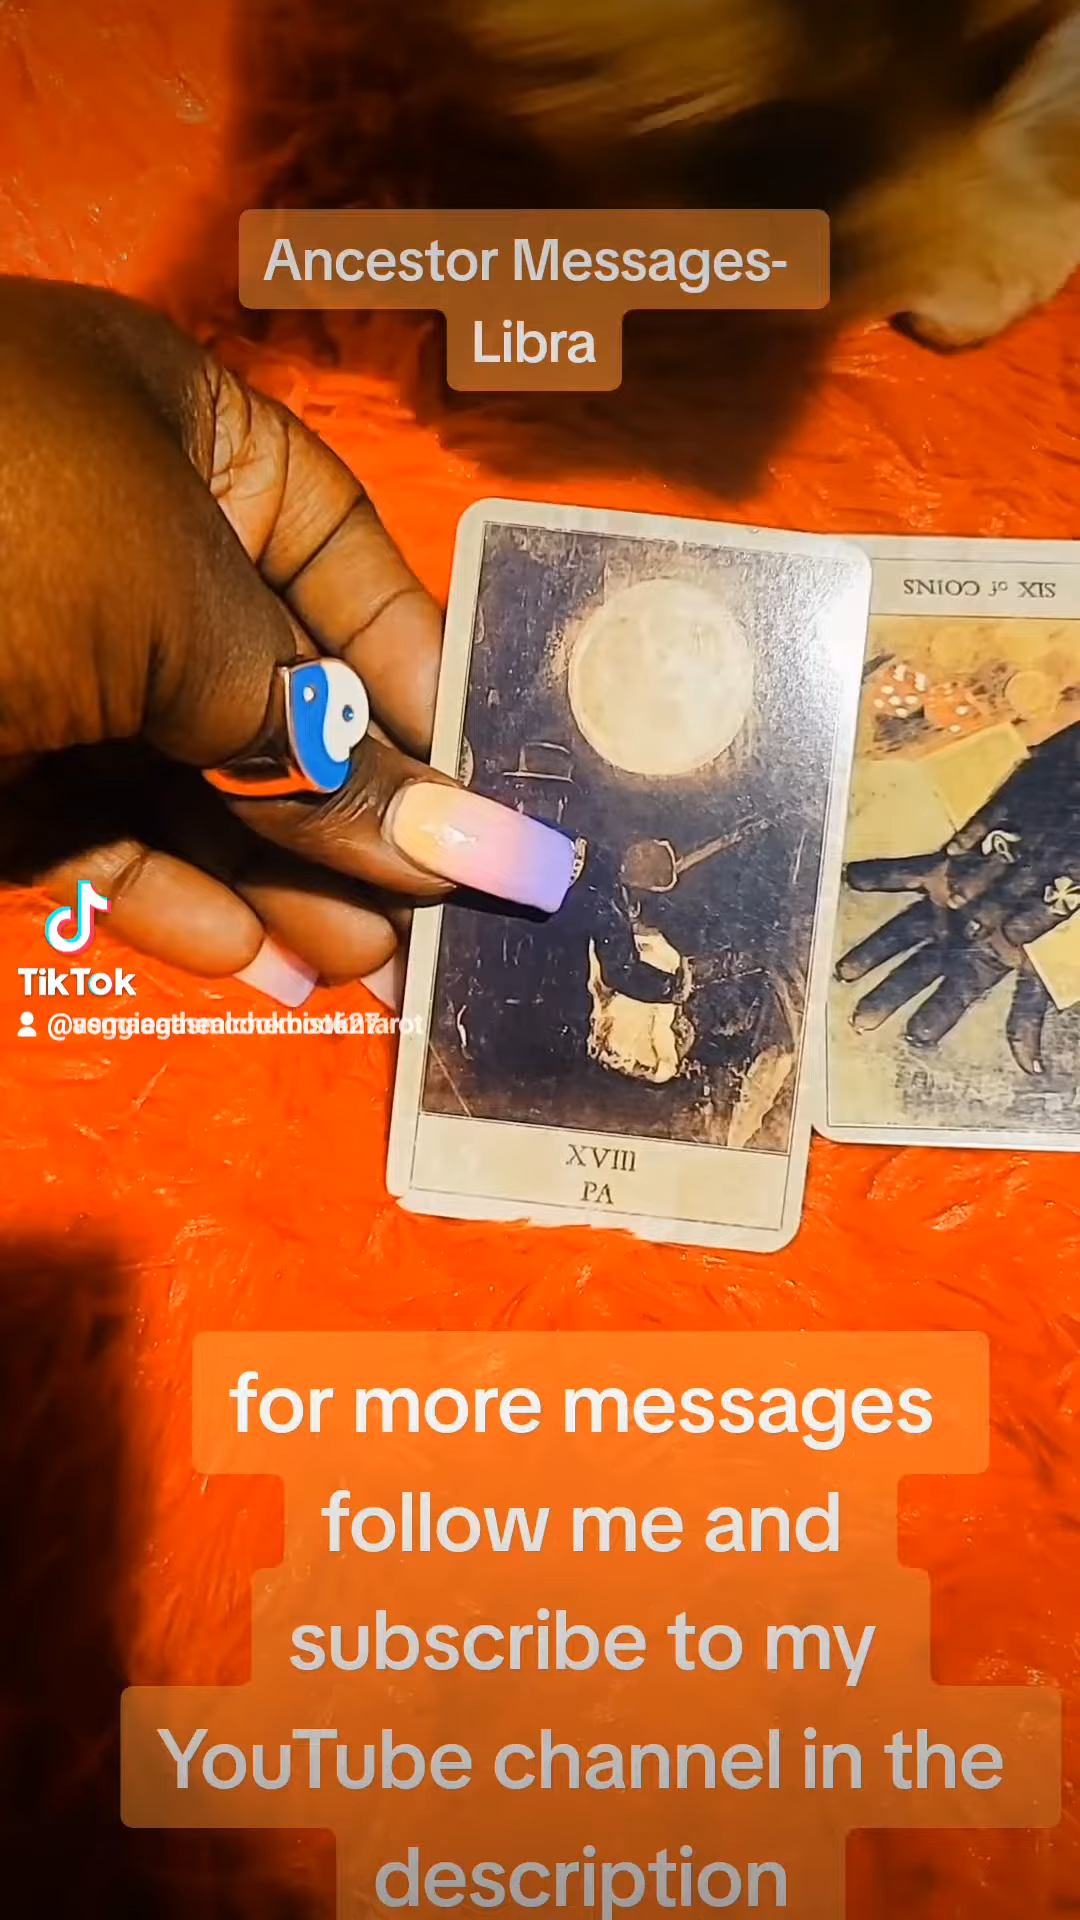 Ancestor Messages-
Libra
SIX of COINS
TikTok
XVIII
PA
for more messages
follow me and
subscribe to my
YouTube channel in the
description